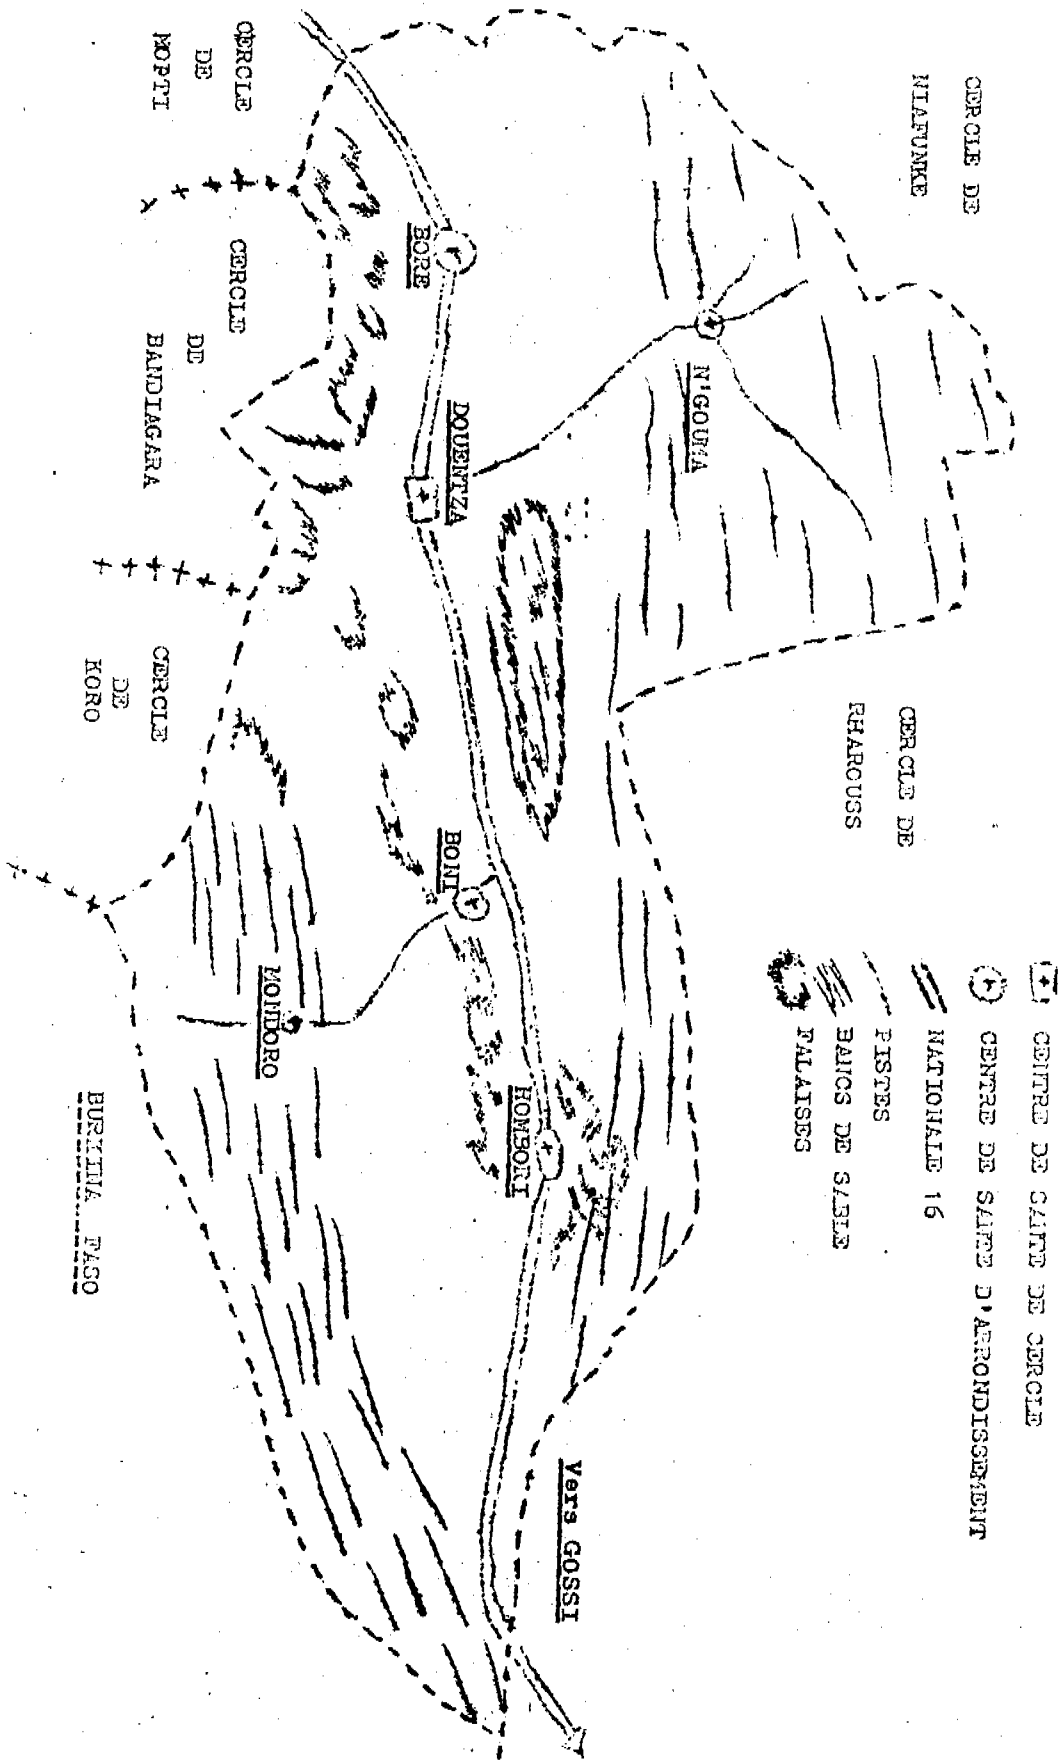 CERCLE DE
NIAFUNKE
CERCLE DE
RHAROUSS
CENTRE DE SANTE DE CERCLE
CENTRE DE SANTE D'ARRONDISSEMENT
NATIONALE 16
PISTES
BANCS DE SABLE
FALAISES
N'GOUMA
DOUENTZA
BORE
BONI
HOMBORI
Vers GOSSI
MONDORO
CERCLE
DE
MOPTI
CERCLE
DE
BANDIAGARA
CERCLE
DE
KORO
BURKINA FASO